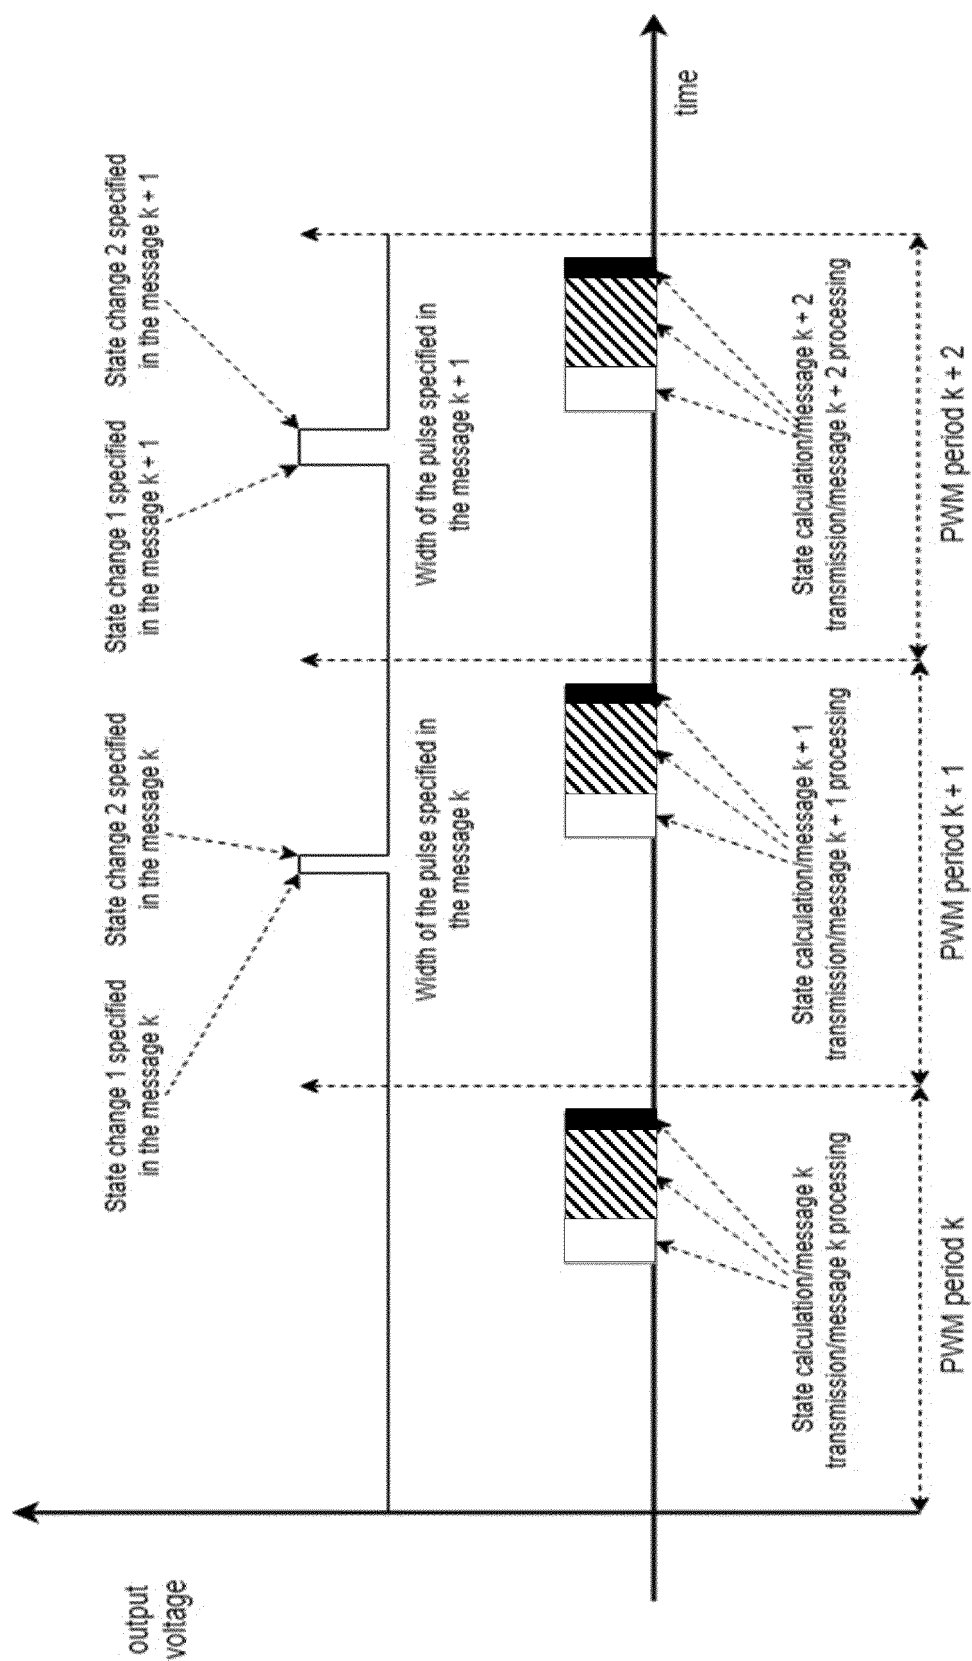 output
voltage
State change 1 specified
in the message k
State change 2 specified
in the message k
State change 1 specified
in the message k + 1
State change 2 specified
in the message k + 1
Width of the pulse specified in
the message k
Width of the pulse specified in
the message k + 1
time
State calculation/message k
transmission/message k processing
State calculation/message k + 1
transmission/message k + 1 processing
State calculation/message k + 2
transmission/message k + 2 processing
PWM period k
PWM period k + 1
PWM period k + 2